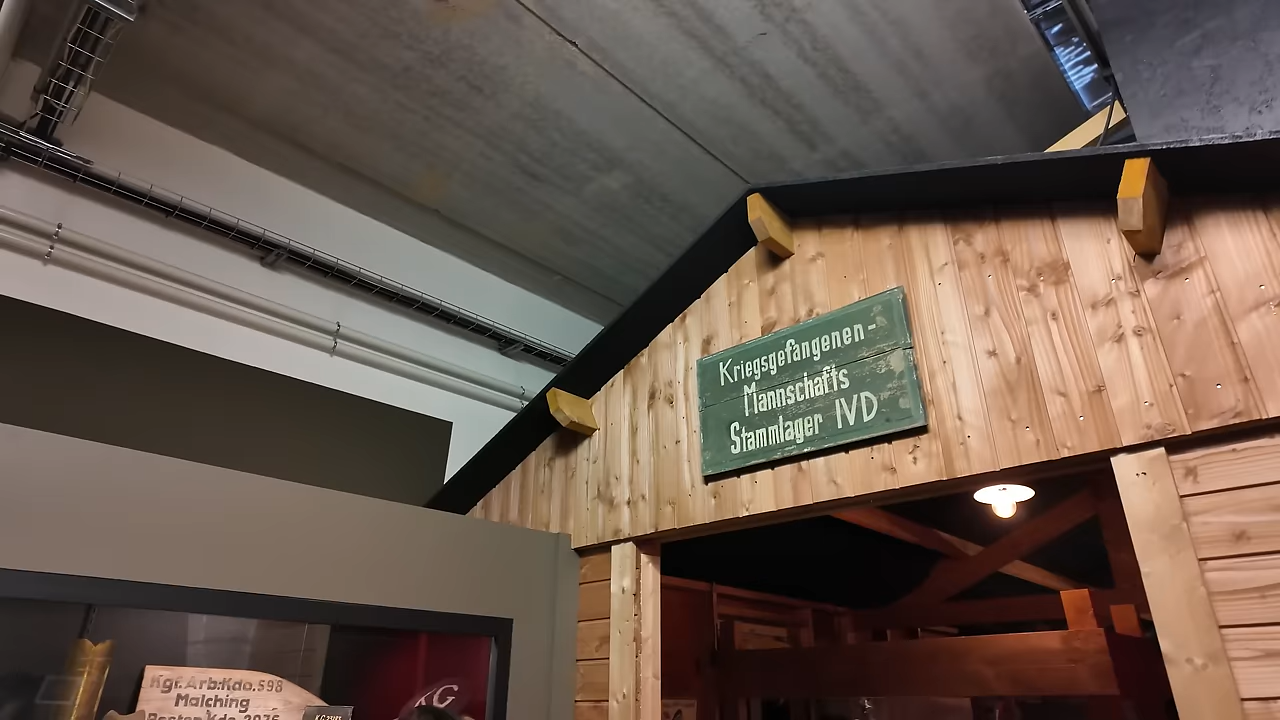 Kriegsgefangenen-
Mannschafts
Stammlager IVD
Kgf.Arb.Kdo.598
Malching
KG